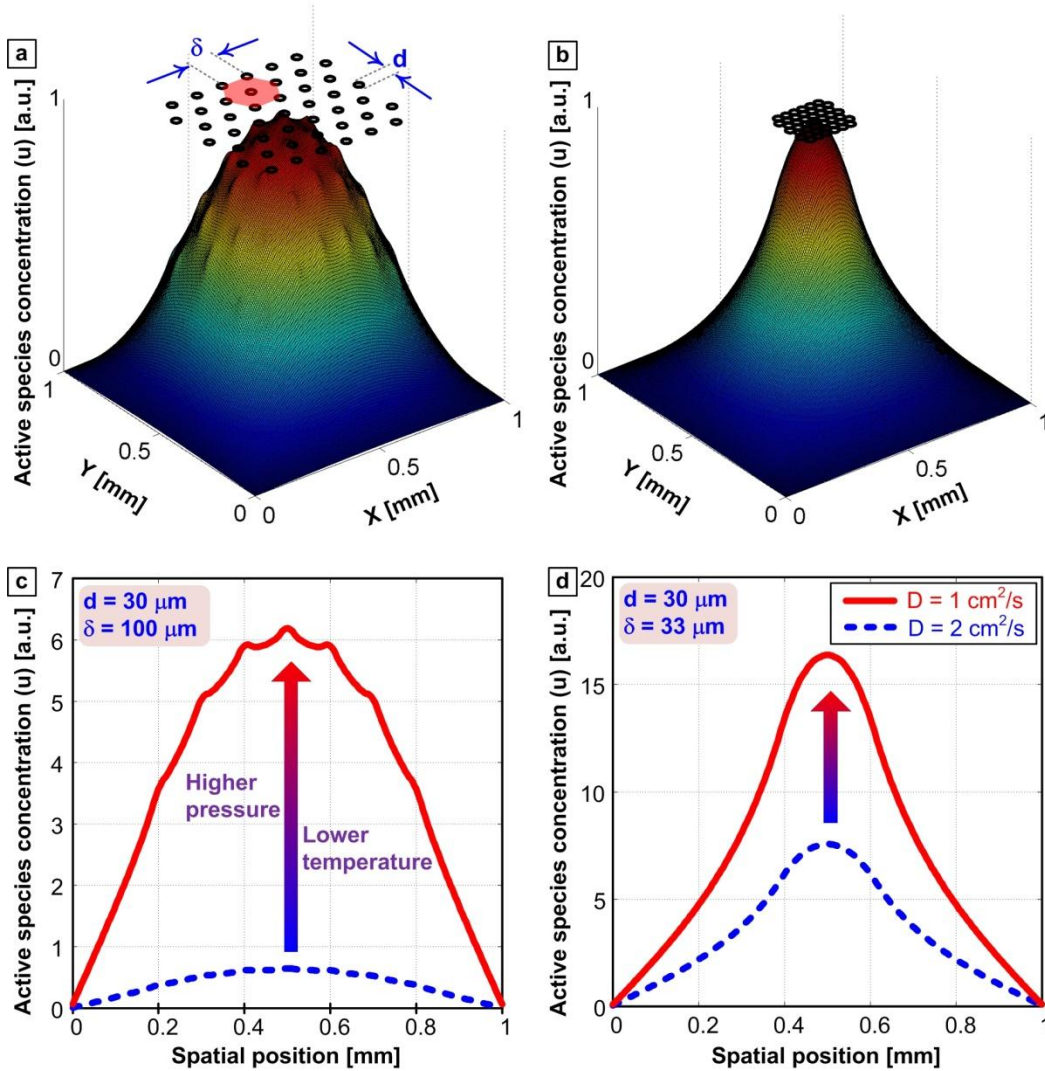 a
δ
d
Active species concentration (u) [a.u.]
1
0
1
0.5
0
Y [mm]
0
0.5
1
X [mm]
b
Active species concentration (u) [a.u.]
1
0
1
0.5
0
Y [mm]
0
0.5
1
X [mm]
c
d = 30 μm
δ = 100 μm
Active species concentration (u) [a.u.]
7
6
5
4
3
2
1
0
Higher
pressure
Lower
temperature
0 0.2 0.4 0.6 0.8 1
Spatial position [mm]
d
d = 30 μm
δ = 33 μm
D = 1 cm²/s
D = 2 cm²/s
Active species concentration (u) [a.u.]
20
15
10
5
0
0 0.2 0.4 0.6 0.8 1
Spatial position [mm]